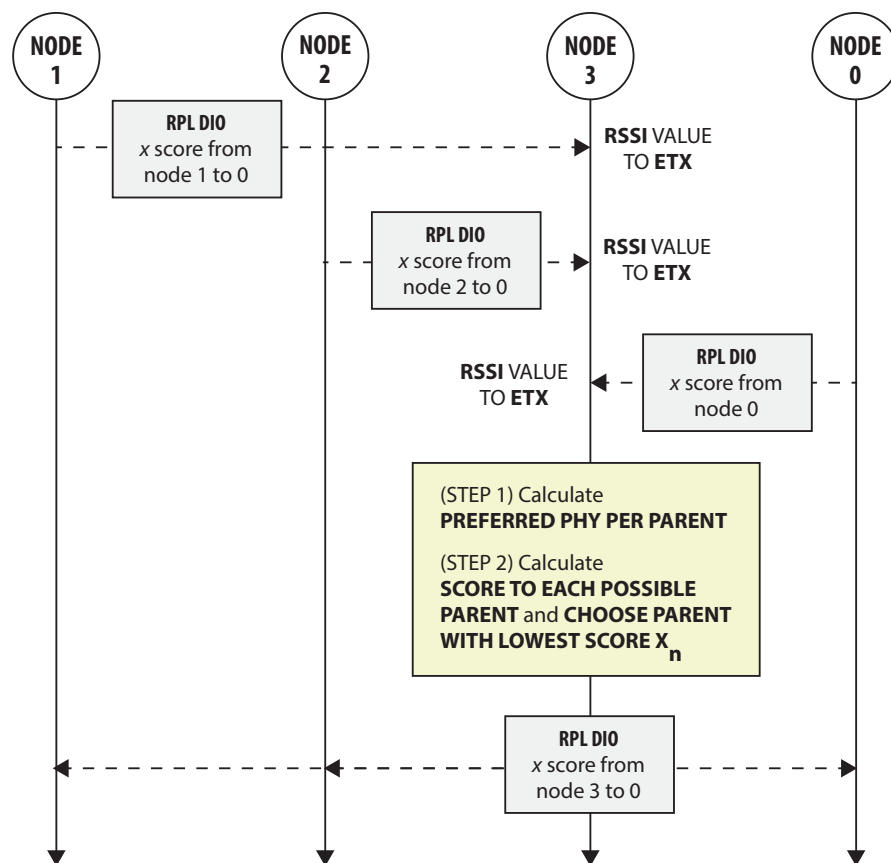 NODE
1
NODE
2
NODE
3
NODE
0
RPL DIO
x score from
node 1 to 0
RSSI VALUE
TO ETX
RPL DIO
x score from
node 2 to 0
RSSI VALUE
TO ETX
RSSI VALUE
TO ETX
RPL DIO
x score from
node 0
(STEP 1) Calculate
PREFERRED PHY PER PARENT
(STEP 2) Calculate
SCORE TO EACH POSSIBLE
PARENT and CHOOSE PARENT
WITH LOWEST SCORE Xn
RPL DIO
x score from
node 3 to 0